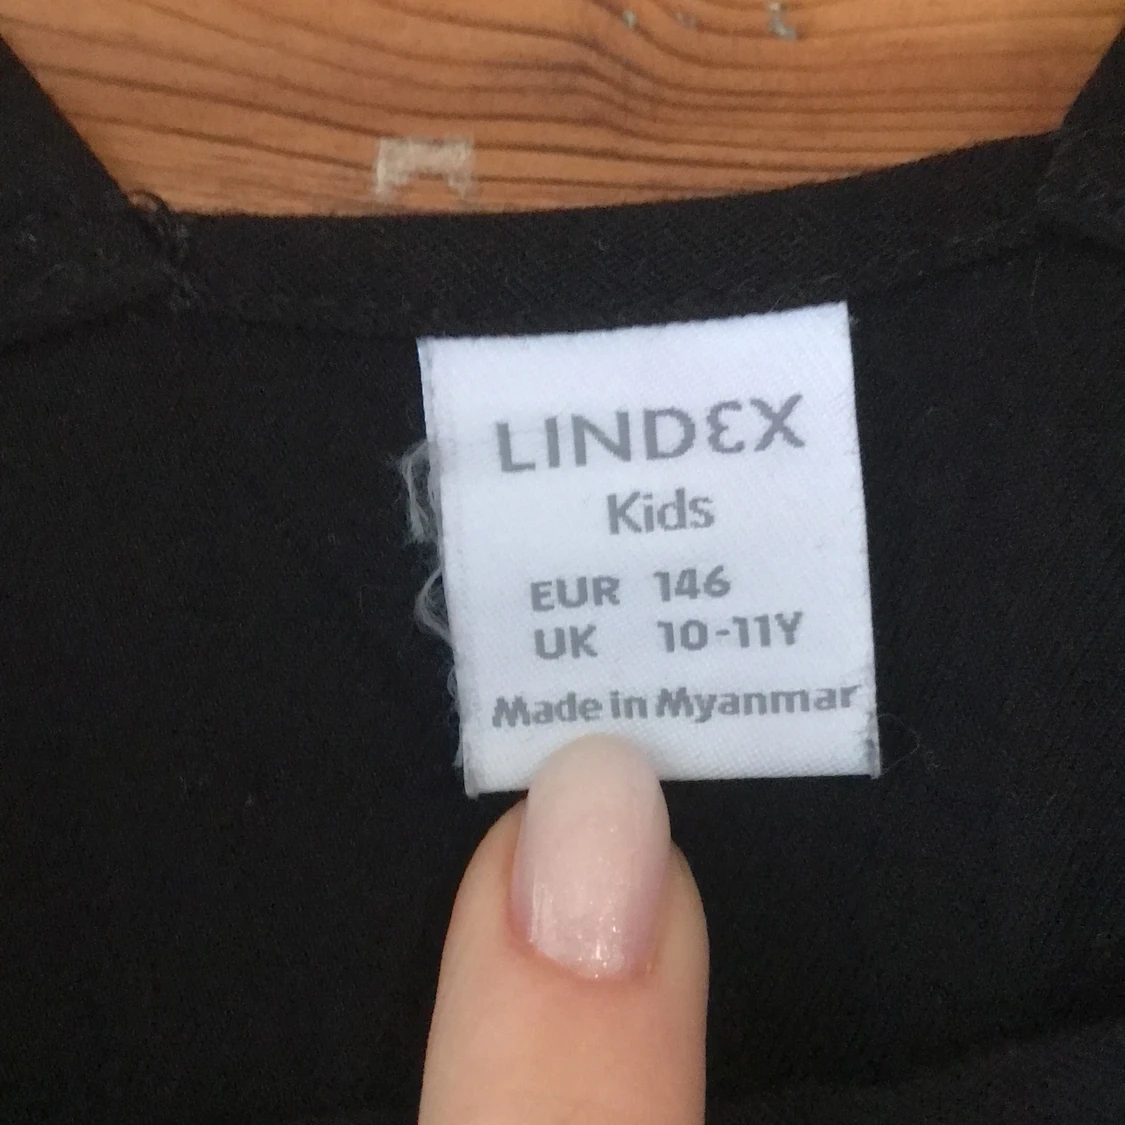 LINDEX
Kids
EUR 146
UK 10-11Y
Made in Myanmar